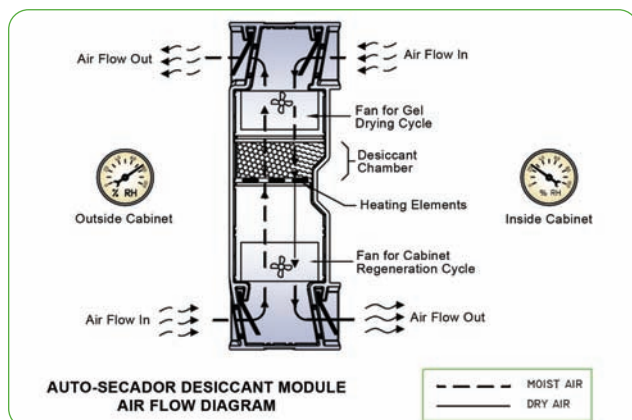 Air Flow Out
Air Flow In
Fan for Gel
Drying Cycle
Desiccant
Chamber
% RH
Outside Cabinet
Heating Elements
% RH
Inside Cabinet
Fan for Cabinet
Regeneration Cycle
Air Flow In
Air Flow Out
AUTO-SECADOR DESICCANT MODULE
AIR FLOW DIAGRAM
MOIST AIR
DRY AIR